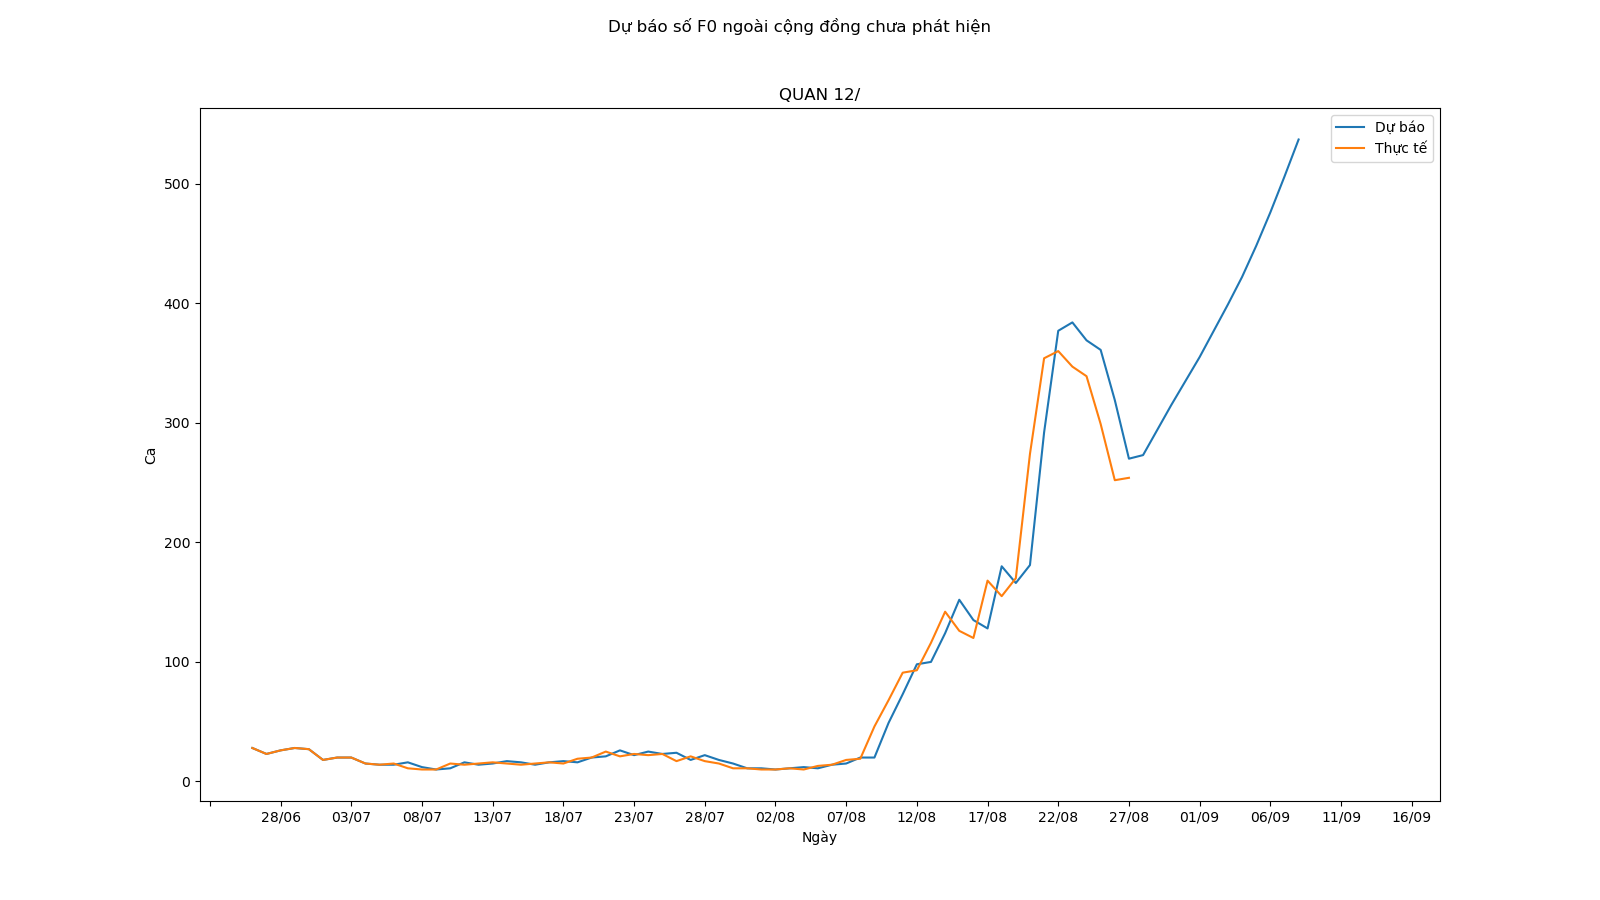 Dự báo số F0 ngoài cộng đồng chưa phát hiện
QUAN 12/
Dự báo
Thực tế
500
400
300
200
100
0
Ca
28/06 03/07 08/07 13/07 18/07 23/07 28/07 02/08 07/08 12/08 17/08 22/08 27/08 01/09 06/09 11/09 16/09
Ngày